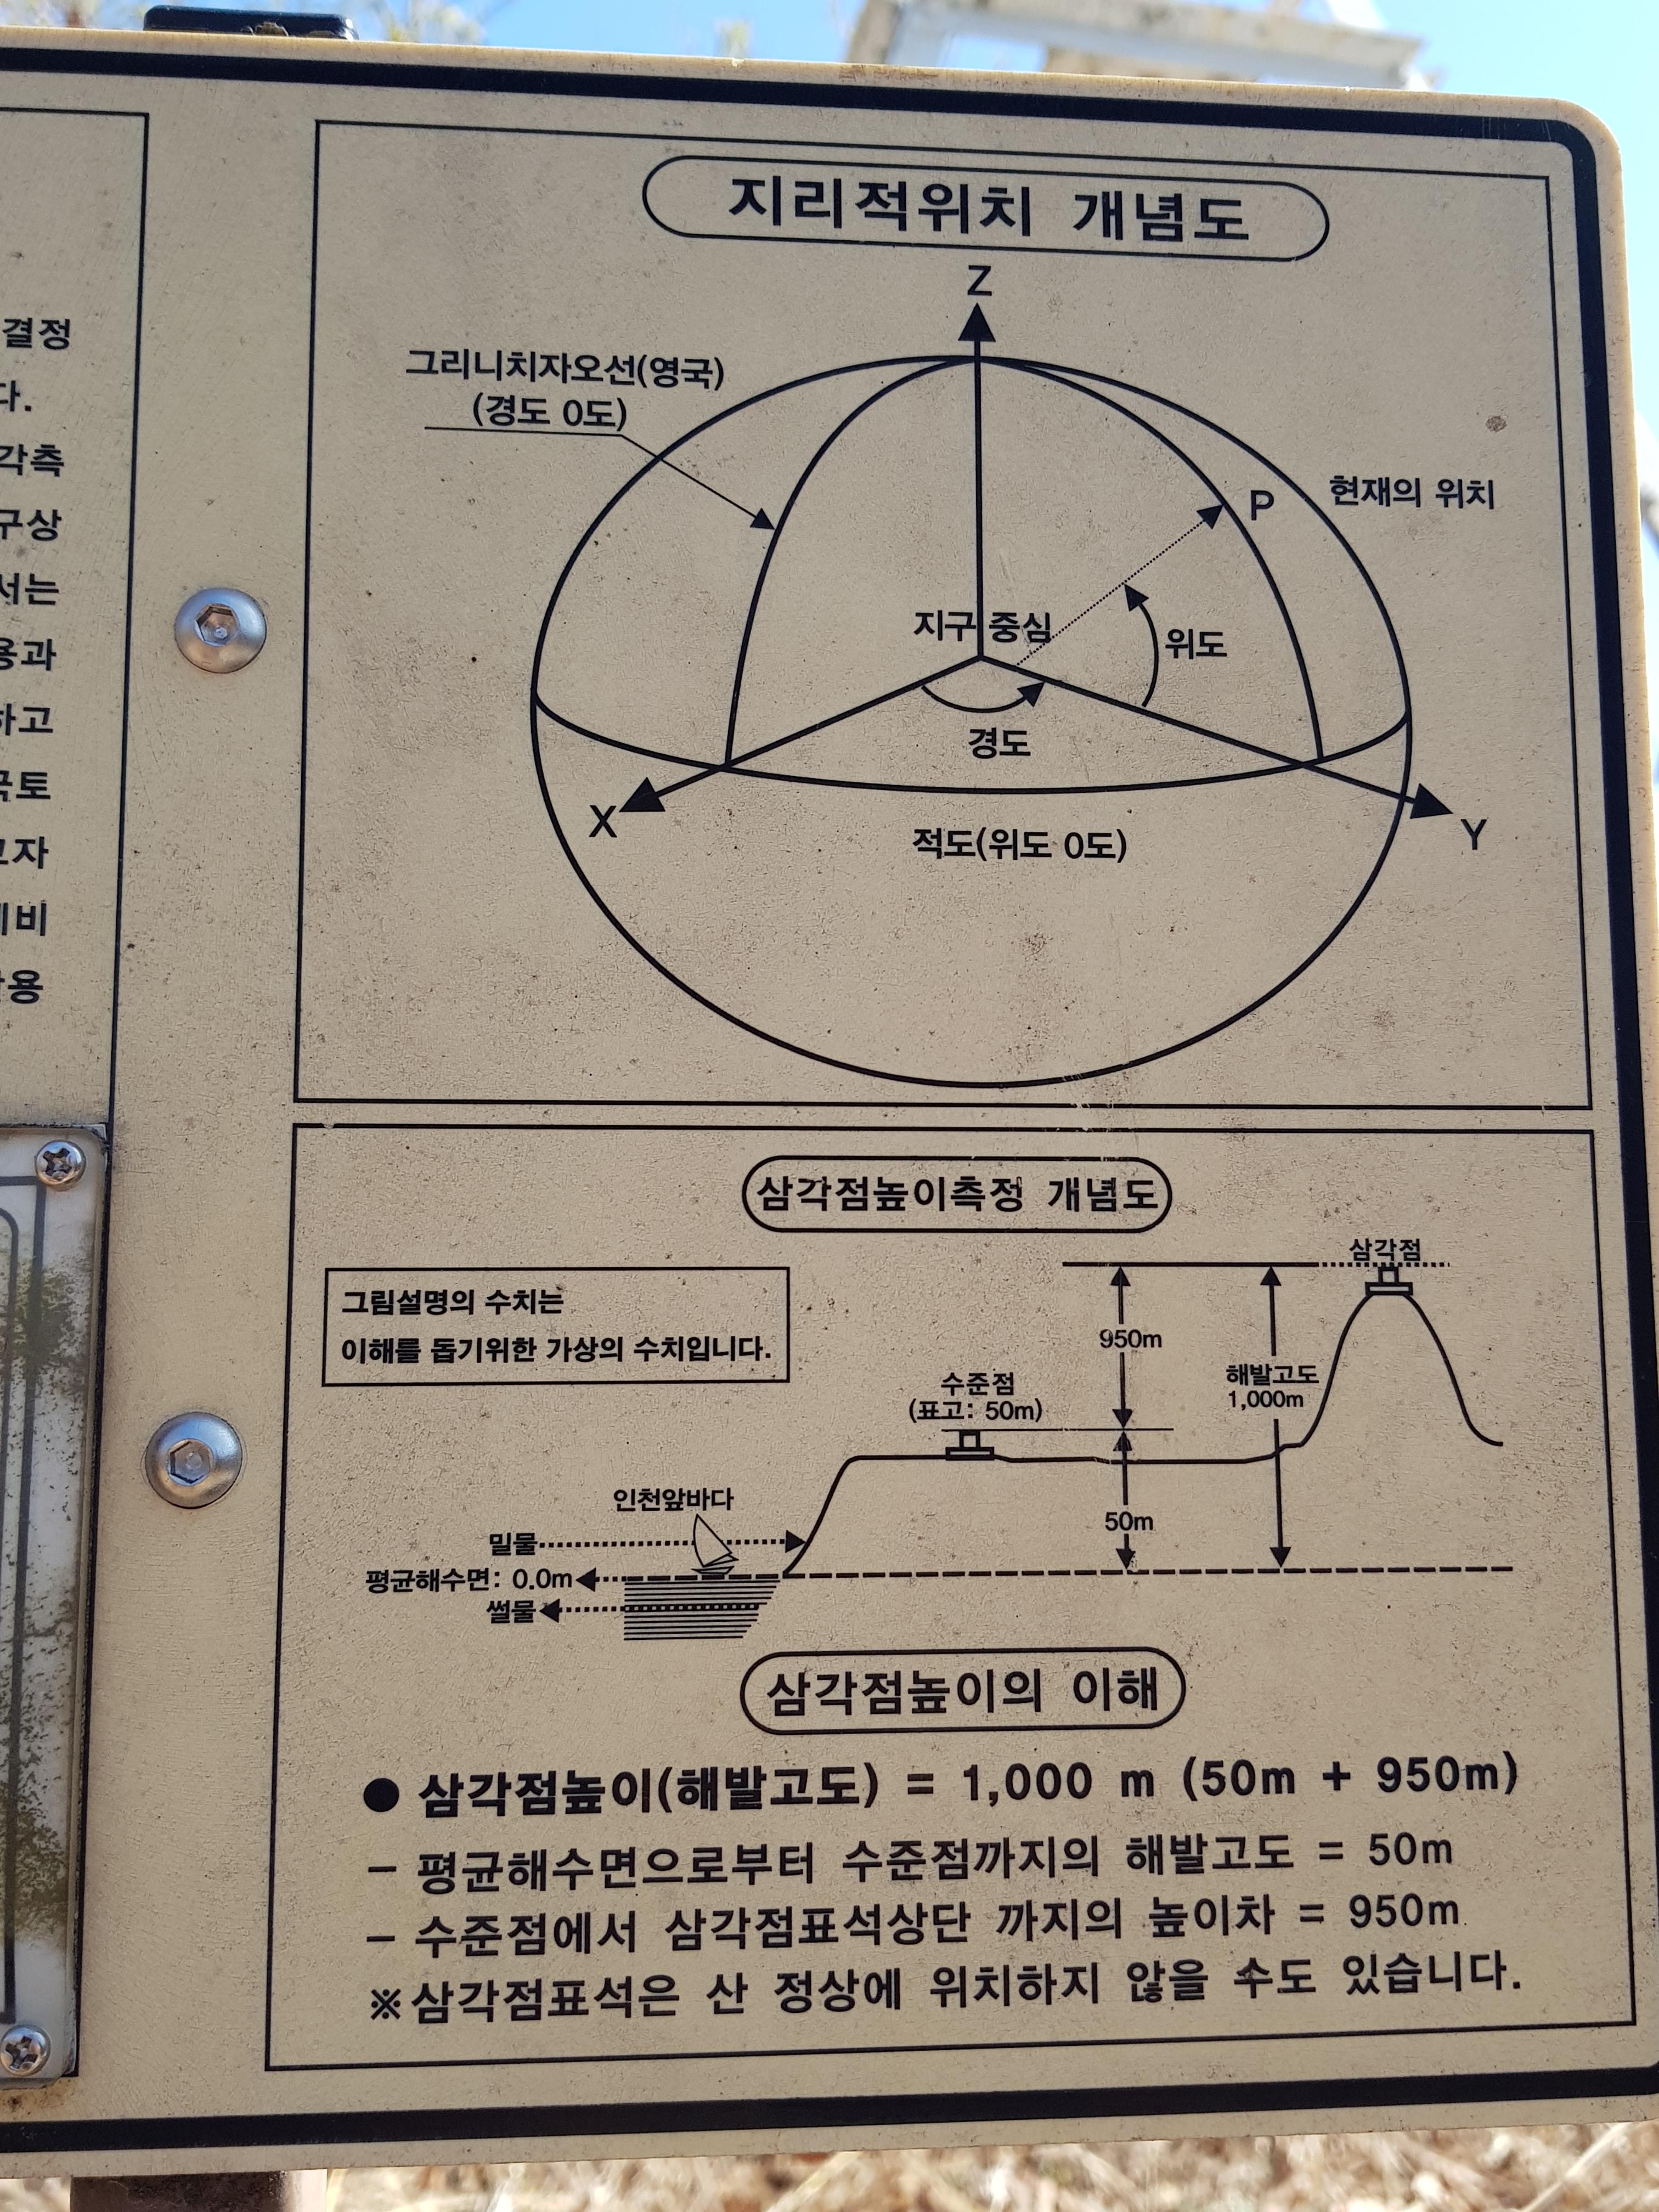 결정
다.
각측
구상
서는
용과
하고
국토
고자
용
지리적위치 개념도
Z
그리니치자오선(영국)
(경도 0도)
P 현재의 위치
지구 중심
위도
경도
X
Y
적도(위도 0도)
삼각점높이측정 개념도
삼각점
그림설명의 수치는
이해를 돕기위한 가상의 수치입니다.
950m
해발고도
1,000m
수준점
(표고: 50m)
인천앞바다
밀물
50m
평균해수면: 0.0m
썰물
삼각점높이의 이해
● 삼각점높이(해발고도) = 1,000 m (50m + 950m)
– 평균해수면으로부터 수준점까지의 해발고도 = 50m
– 수준점에서 삼각점표석상단 까지의 높이차 = 950m
※삼각점표석은 산 정상에 위치하지 않을 수도 있습니다.